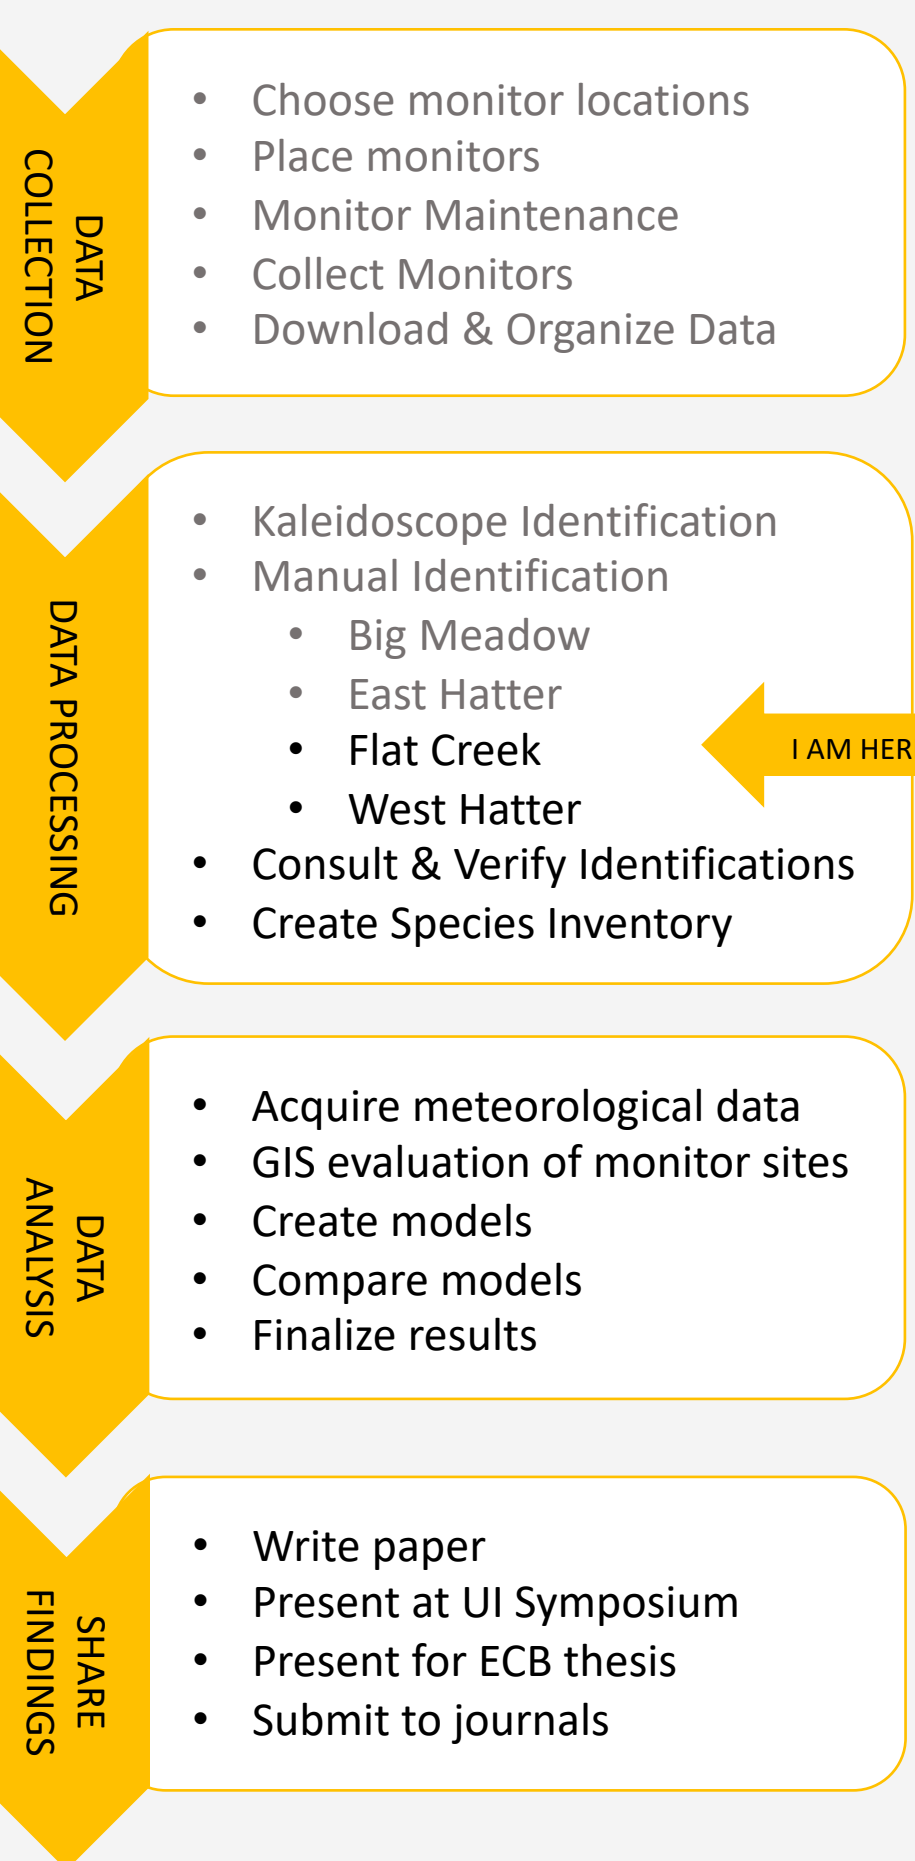 DATA
COLLECTION
• Choose monitor locations
• Place monitors
• Monitor Maintenance
• Collect Monitors
• Download & Organize Data
DATA PROCESSING
• Kaleidoscope Identification
• Manual Identification
• Big Meadow
• East Hatter
• Flat Creek
I AM HER
• West Hatter
• Consult & Verify Identifications
• Create Species Inventory
DATA
ANALYSIS
• Acquire meteorological data
• GIS evaluation of monitor sites
• Create models
• Compare models
• Finalize results
SHARE
FINDINGS
• Write paper
• Present at UI Symposium
• Present for ECB thesis
• Submit to journals